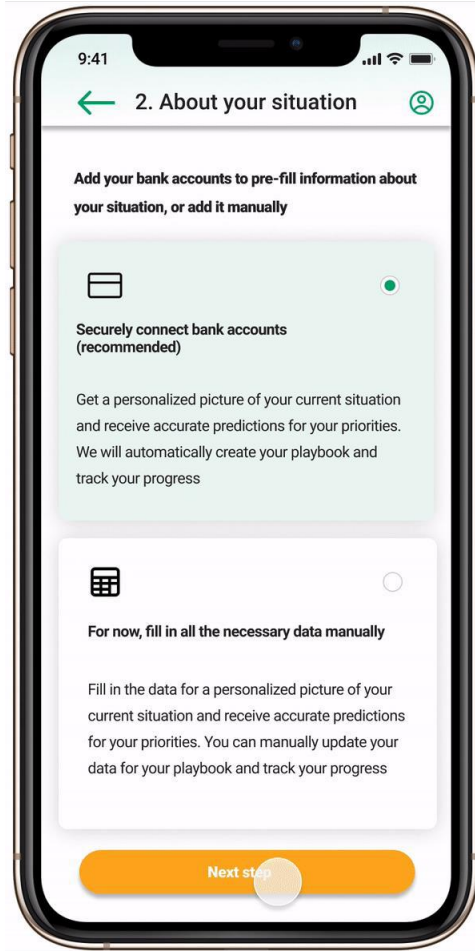 9:41
2. About your situation
Add your bank accounts to pre-fill information about
your situation, or add it manually
Securely connect bank accounts
(recommended)
Get a personalized picture of your current situation
and receive accurate predictions for your priorities.
We will automatically create your playbook and
track your progress
For now, fill in all the necessary data manually
Fill in the data for a personalized picture of your
current situation and receive accurate predictions
for your priorities. You can manually update your
data for your playbook and track your progress
Next step